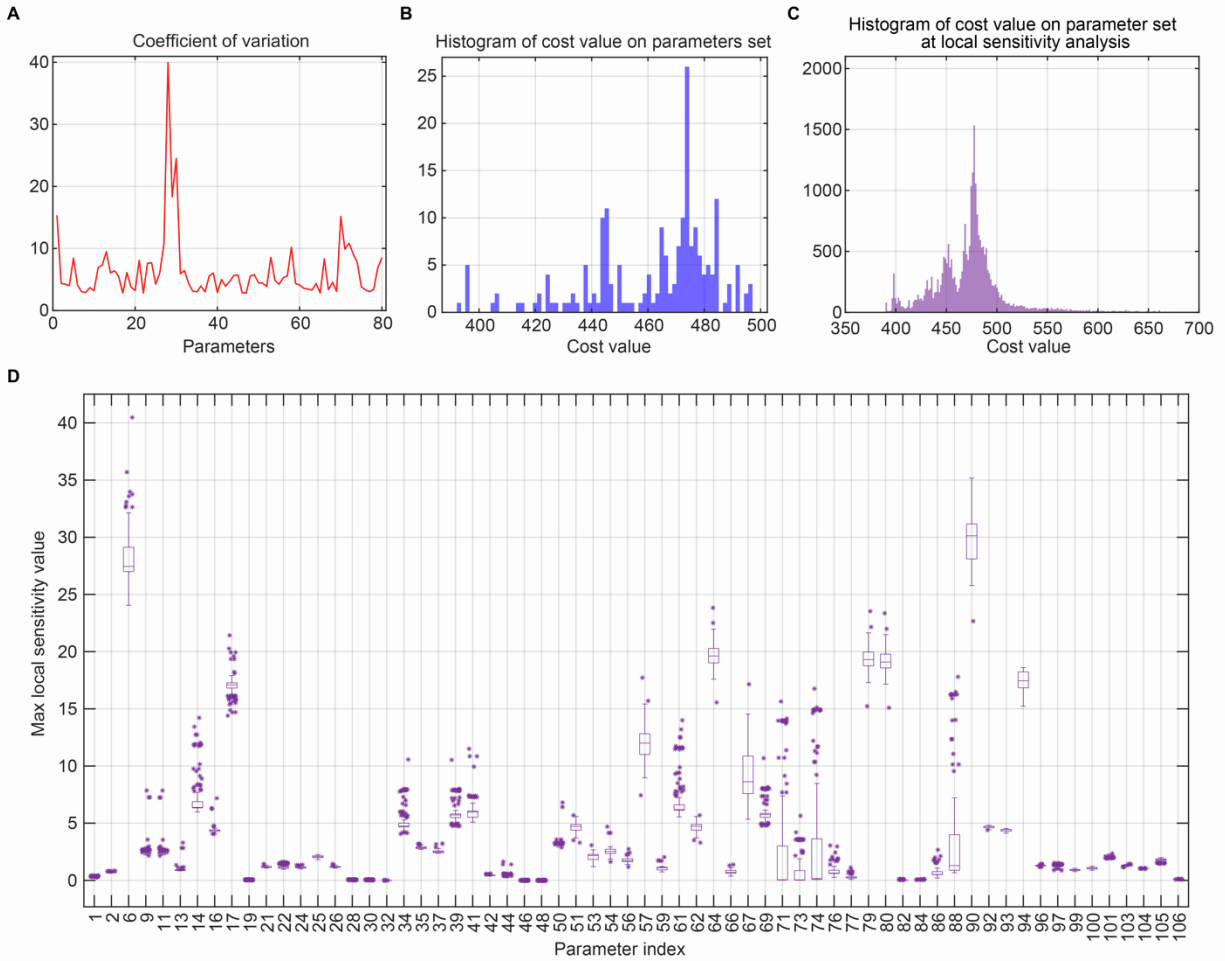 A
B
C
Coefficient of variation
Histogram of cost value on parameters set
Histogram of cost value on parameter set
at local sensitivity analysis
40
30
20
10
0
0 20 40 60 80
Parameters
25
20
15
10
5
0
400 420 440 460 480 500
Cost value
2000
1500
1000
500
0
350 400 450 500 550 600 650 700
Cost value
D
Max local sensitivity value
40
35
30
25
20
15
10
5
0
1 2 6 9 11 13 14 16 17 19 21 22 24 25 26 28 30 32 34 35 37 39 41 42 44 46 48 50 51 53 54 56 57 59 61 62 64 66 67 69 71 73 74 76 77 79 80 82 84 86 88 90 92 93 94 96 97 99 100 101 103 104 105 106
Parameter index